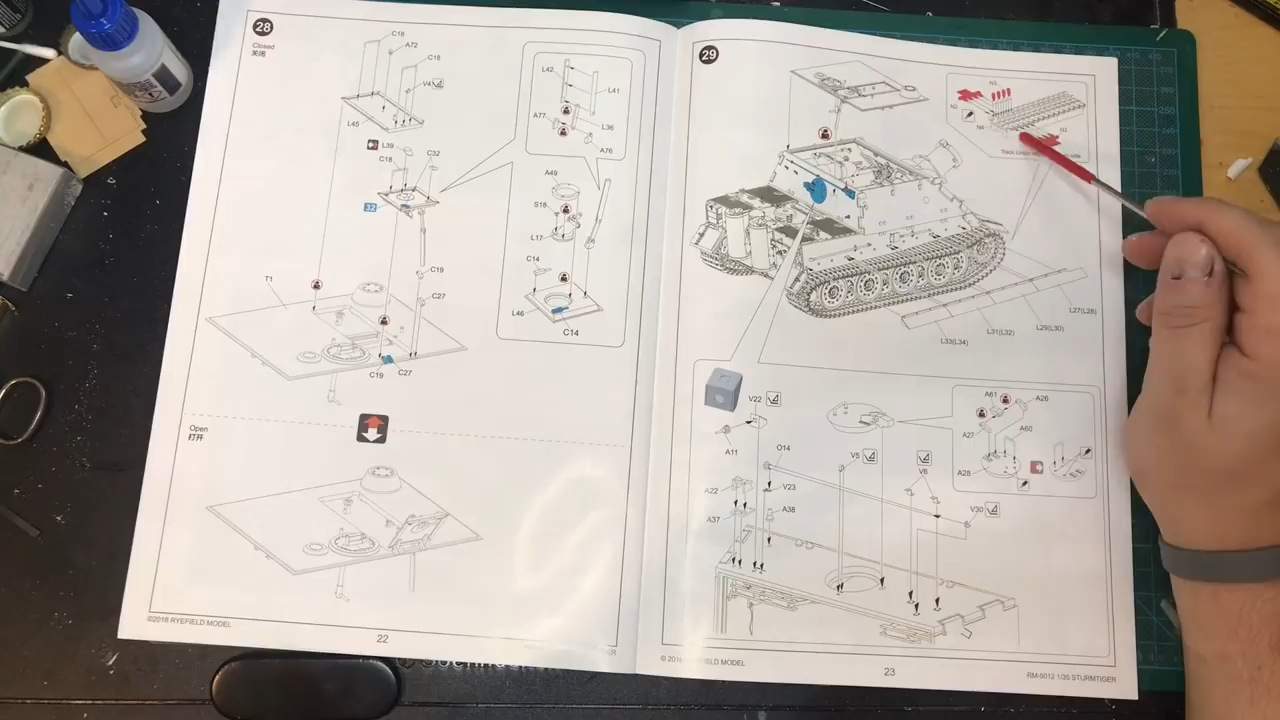 28
Closed
关闭
C18
A72
C18
V4
L45
L39
C18
C32
32
C19
C27
T1
C19
C27
L42
L41
A77
L36
A76
A49
S18
L17
C14
L46
C14
Open
打开
©2018 RYEFIELD MODEL
22
29
N3
N2
N4
N1
L27(L28)
L29(L30)
L31(L32)
L33(L34)
V22
A11
O14
V5
V6
A22
V23
A37
A38
V30
A61
A26
A27
A60
A28
RYEFIELD MODEL
23
RM-5012 1/35 STURMTIGER